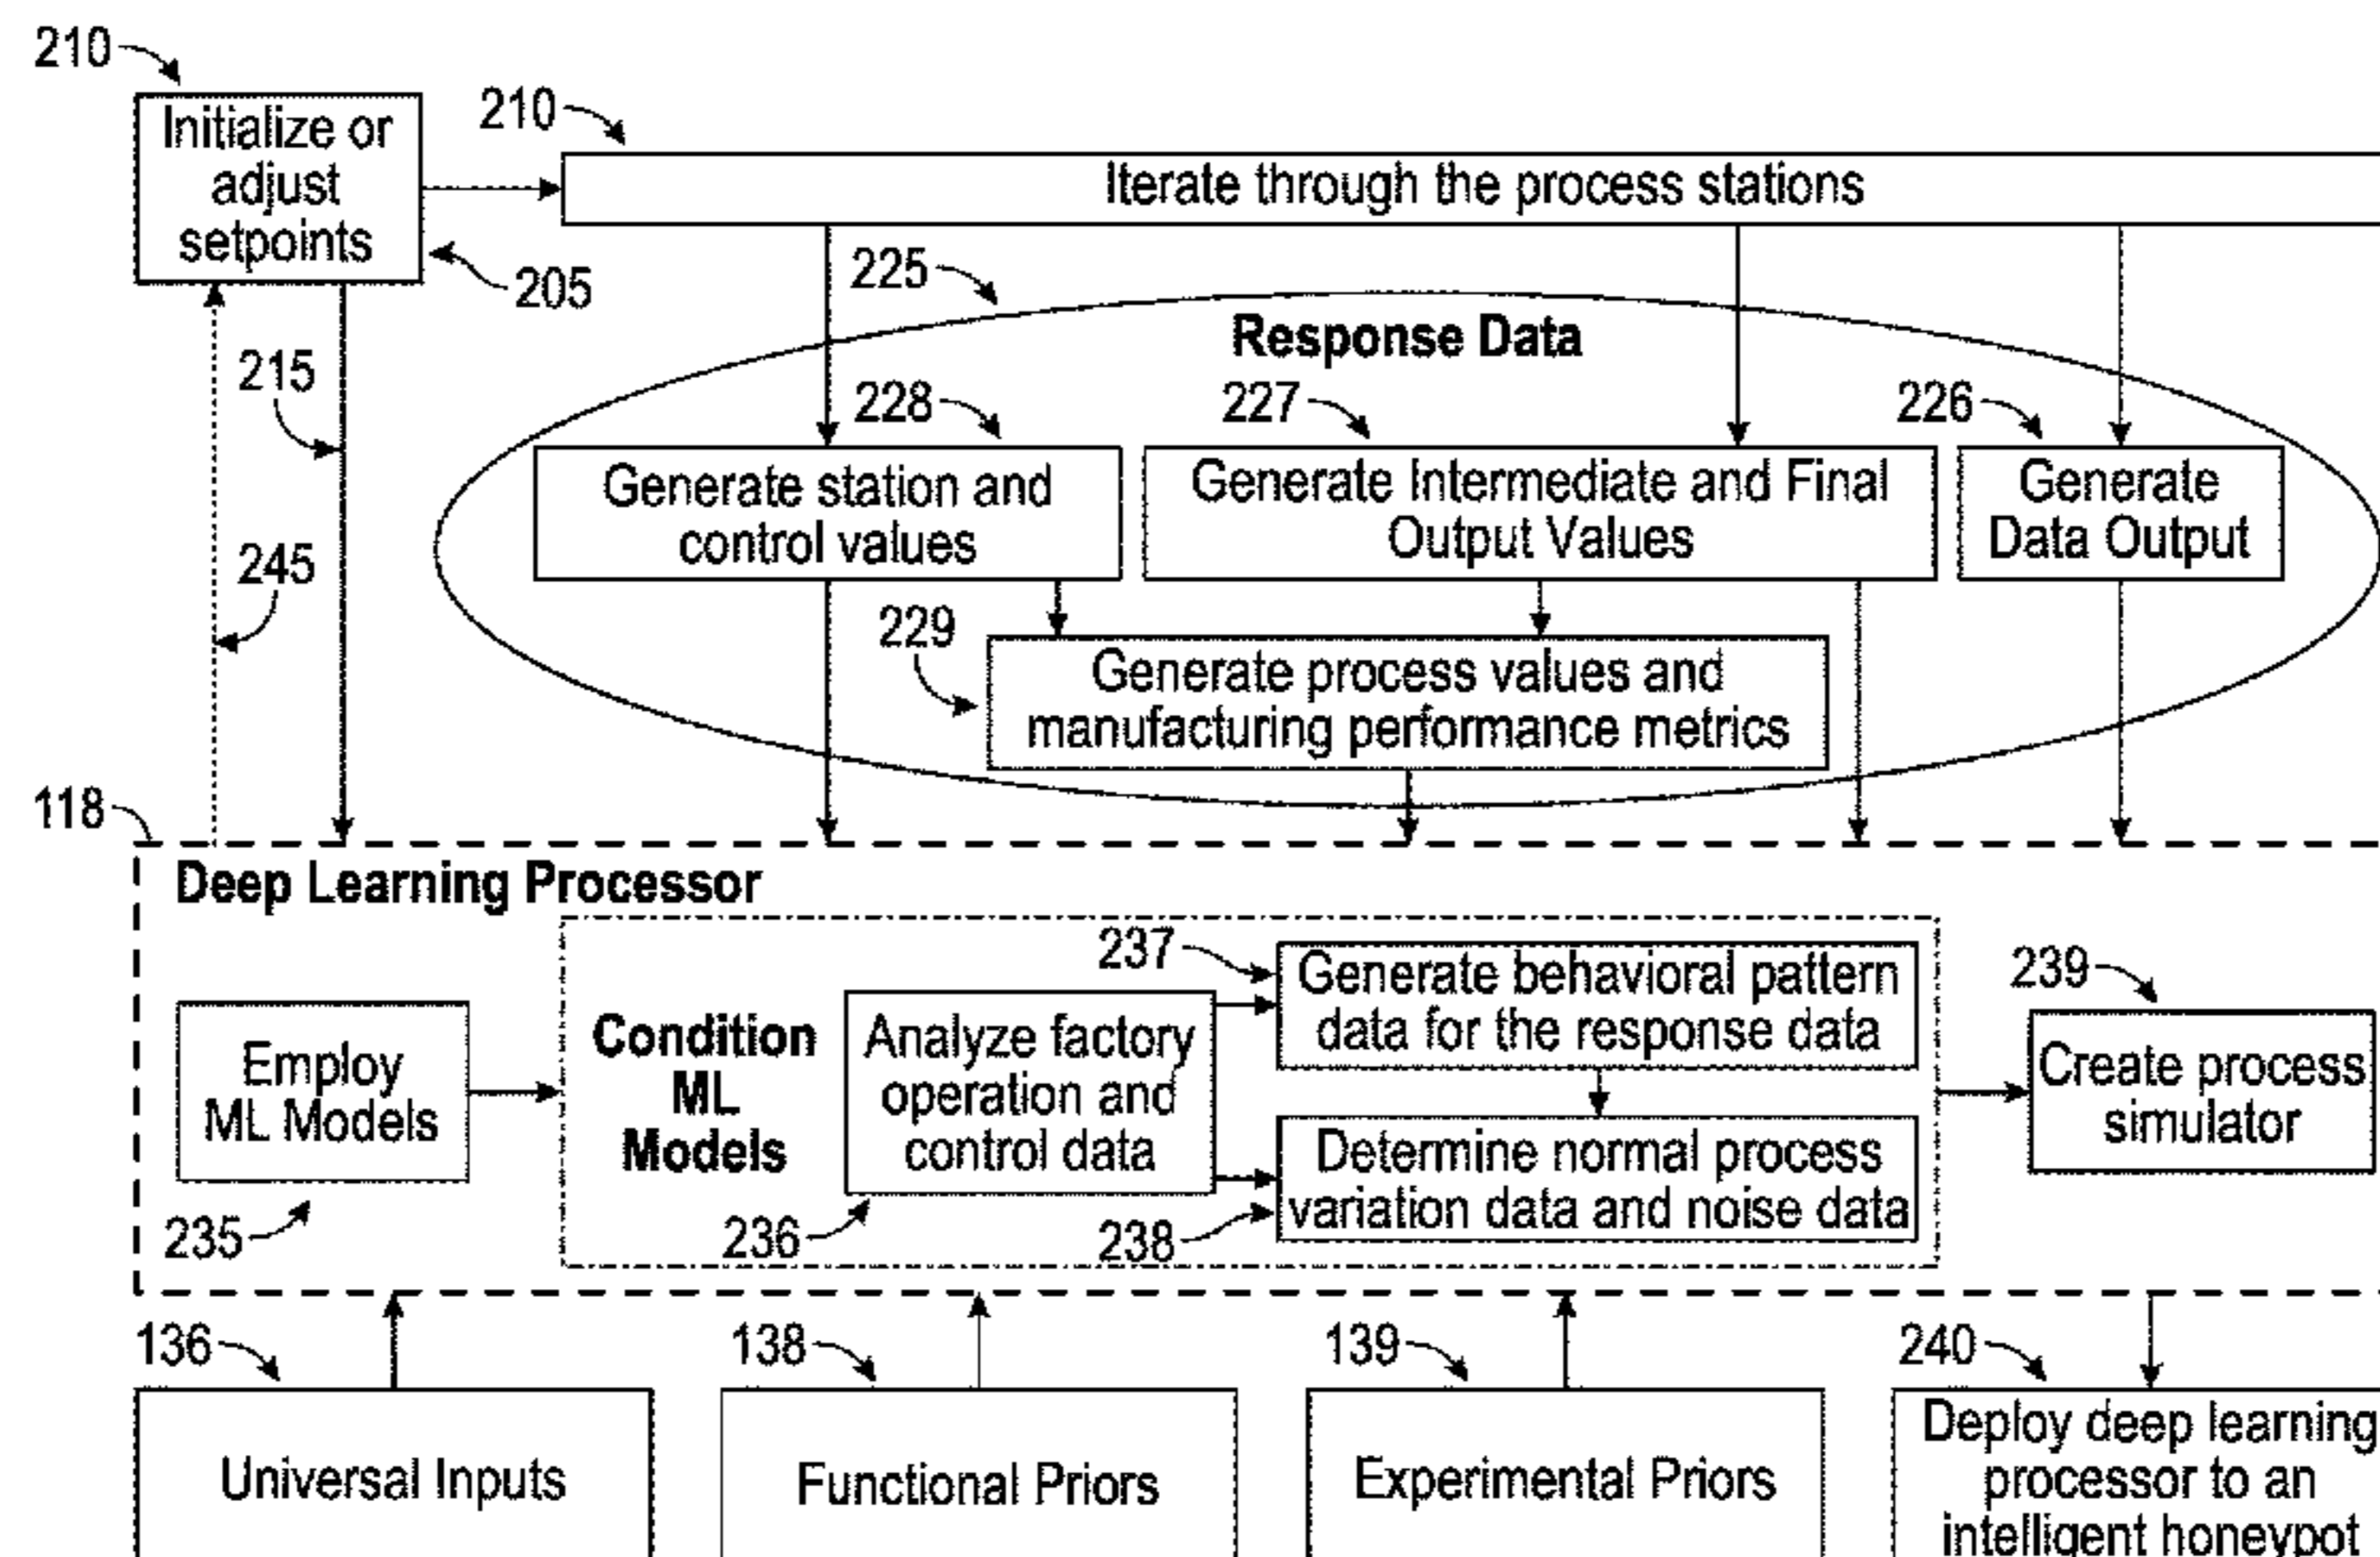 210
Initialize or
adjust
setpoints
205
210
Iterate through the process stations
215
245
225
Response Data
228
Generate station and
control values
227
Generate Intermediate and Final
Output Values
226
Generate
Data Output
229
Generate process values and
manufacturing performance metrics
118
Deep Learning Processor
Employ
ML Models
235
Condition
ML
Models
Analyze factory
operation and
control data
236
237
Generate behavioral pattern
data for the response data
Determine normal process
variation data and noise data
238
239
Create process
simulator
136
Universal Inputs
138
Functional Priors
139
Experimental Priors
240
Deploy deep learning
processor to an
intelligent honeypot